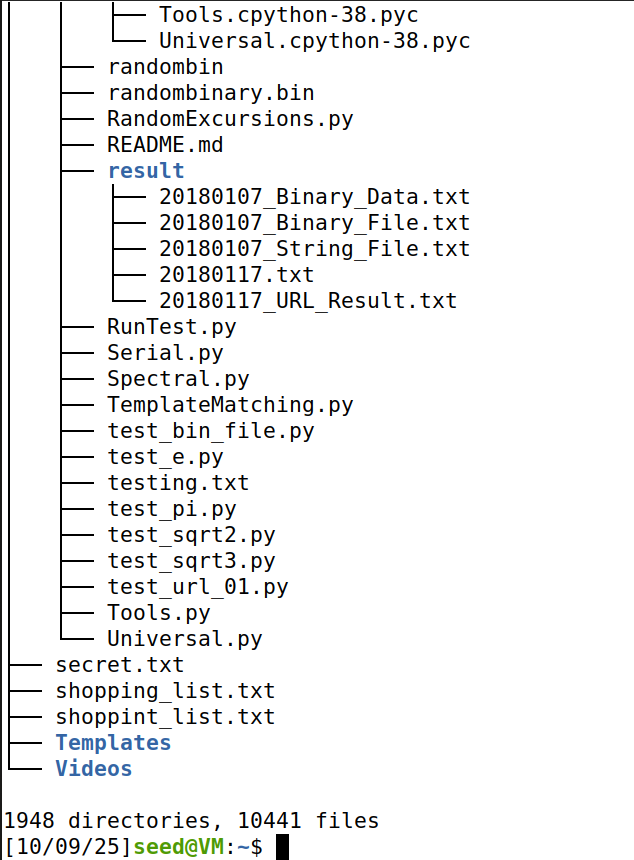 │   │   ├── Tools.cpython-38.pyc
│   │   └── Universal.cpython-38.pyc
│   ├── randombin
│   ├── randombinary.bin
│   ├── RandomExcursions.py
│   ├── README.md
│   ├── result
│   │   ├── 20180107_Binary_Data.txt
│   │   ├── 20180107_Binary_File.txt
│   │   ├── 20180107_String_File.txt
│   │   ├── 20180117.txt
│   │   └── 20180117_URL_Result.txt
│   ├── RunTest.py
│   ├── Serial.py
│   ├── Spectral.py
│   ├── TemplateMatching.py
│   ├── test_bin_file.py
│   ├── test_e.py
│   ├── testing.txt
│   ├── test_pi.py
│   ├── test_sqrt2.py
│   ├── test_sqrt3.py
│   ├── test_url_01.py
│   ├── Tools.py
│   └── Universal.py
├── secret.txt
├── shopping_list.txt
├── shoppint_list.txt
├── Templates
└── Videos

1948 directories, 10441 files
[10/09/25]seed@VM:~$